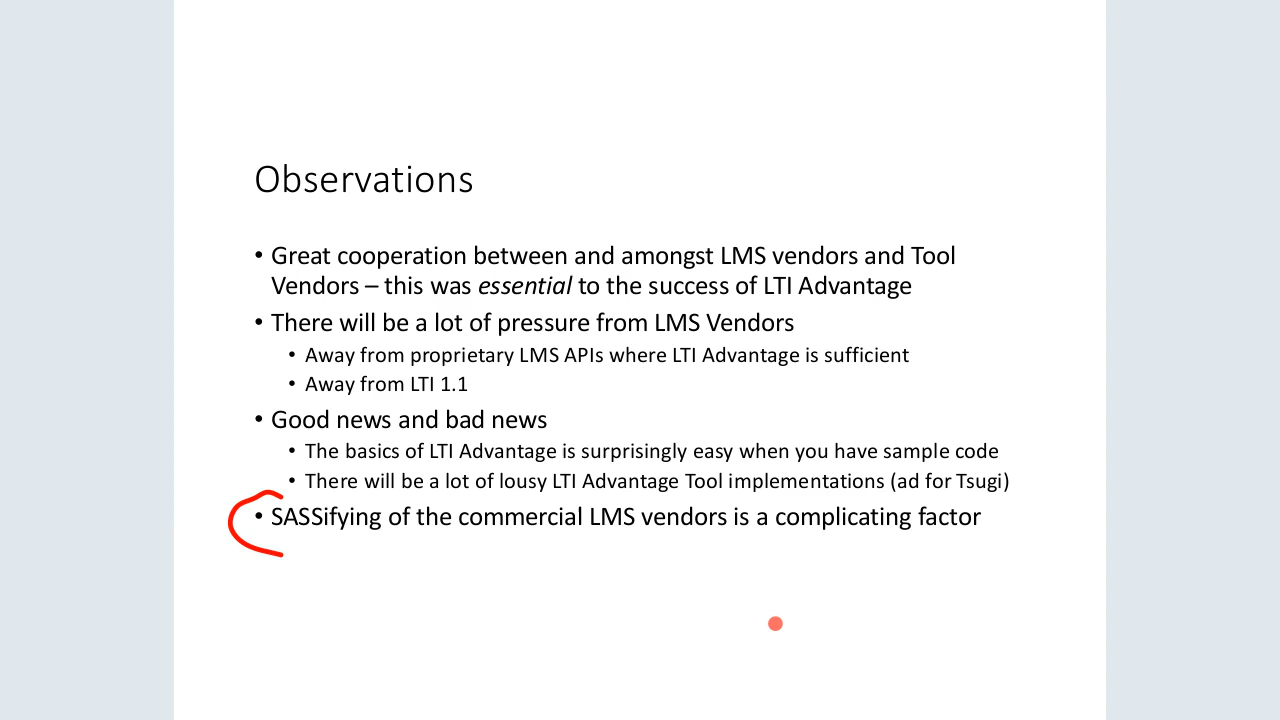 Observations
• Great cooperation between and amongst LMS vendors and Tool
Vendors – this was essential to the success of LTI Advantage
• There will be a lot of pressure from LMS Vendors
• Away from proprietary LMS APIs where LTI Advantage is sufficient
• Away from LTI 1.1
• Good news and bad news
• The basics of LTI Advantage is surprisingly easy when you have sample code
• There will be a lot of lousy LTI Advantage Tool implementations (ad for Tsugi)
• SASSifying of the commercial LMS vendors is a complicating factor